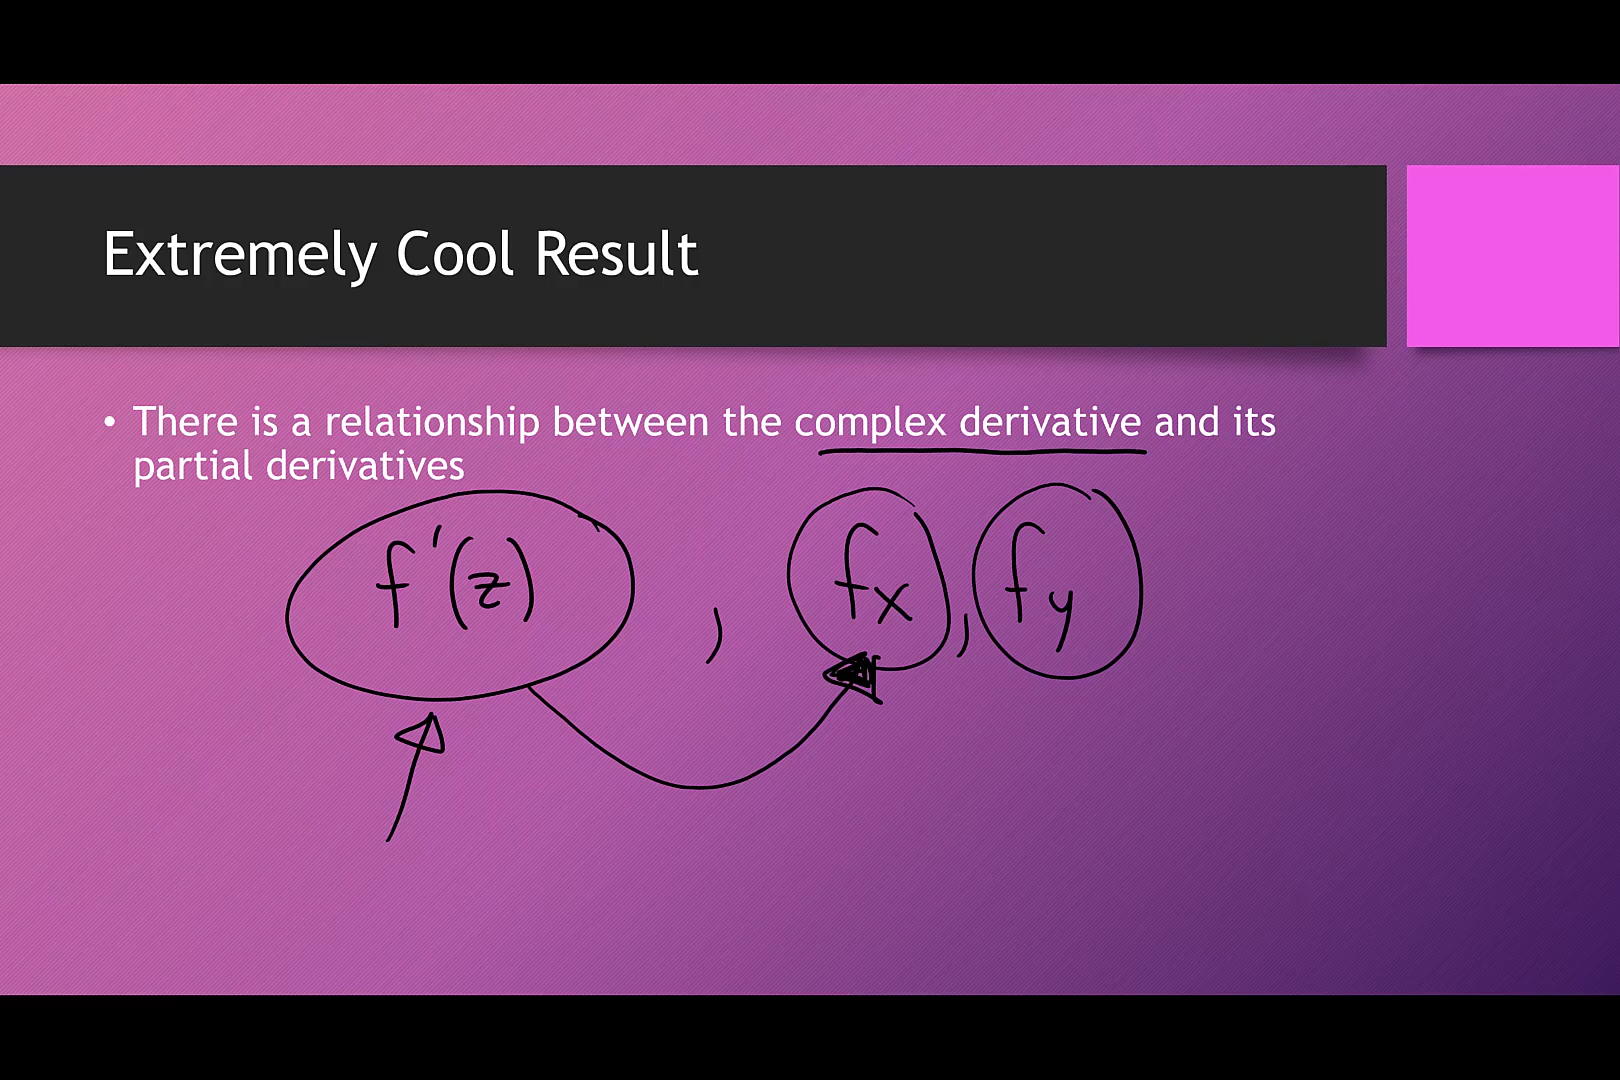 Extremely Cool Result
• There is a relationship between the complex derivative and its
partial derivatives
f'(z) , fx , fy